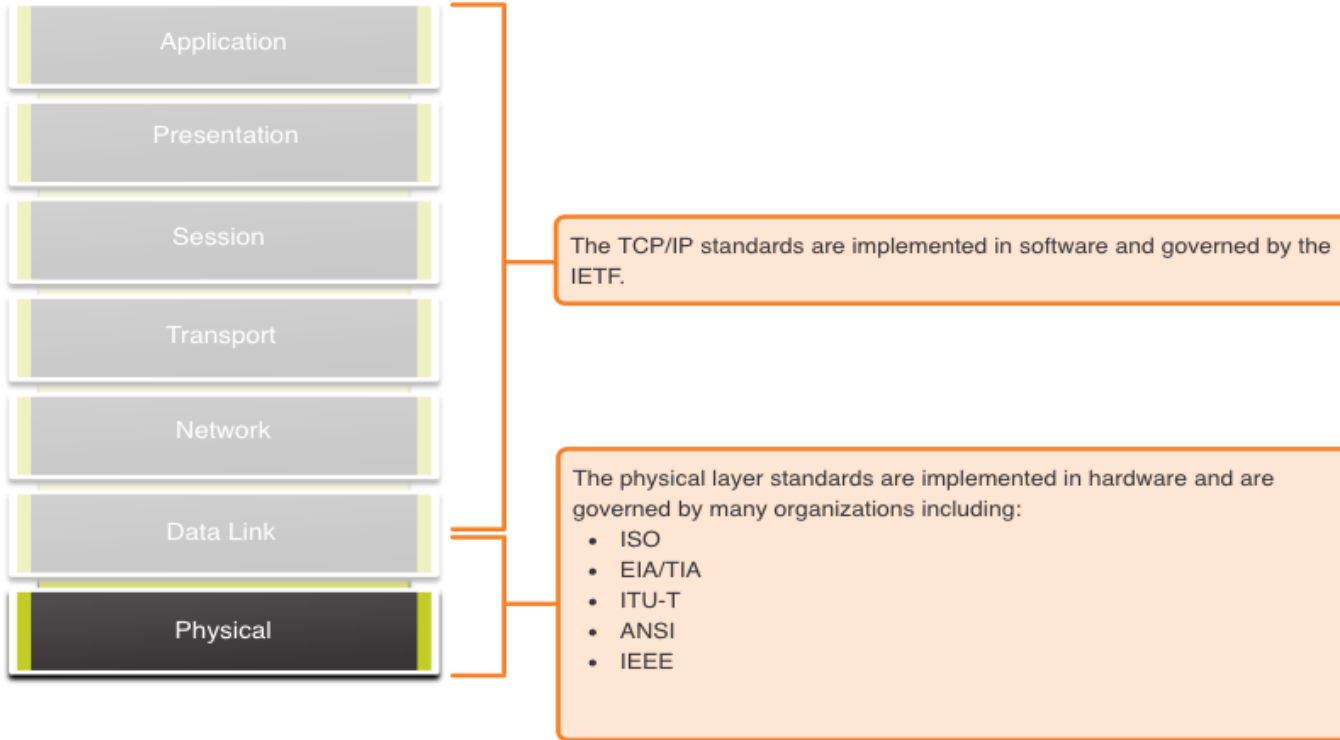 Application
Presentation
Session
Transport
Network
Data Link
Physical
The TCP/IP standards are implemented in software and governed by the
IETF.
The physical layer standards are implemented in hardware and are
governed by many organizations including:
• ISO
• EIA/TIA
• ITU-T
• ANSI
• IEEE